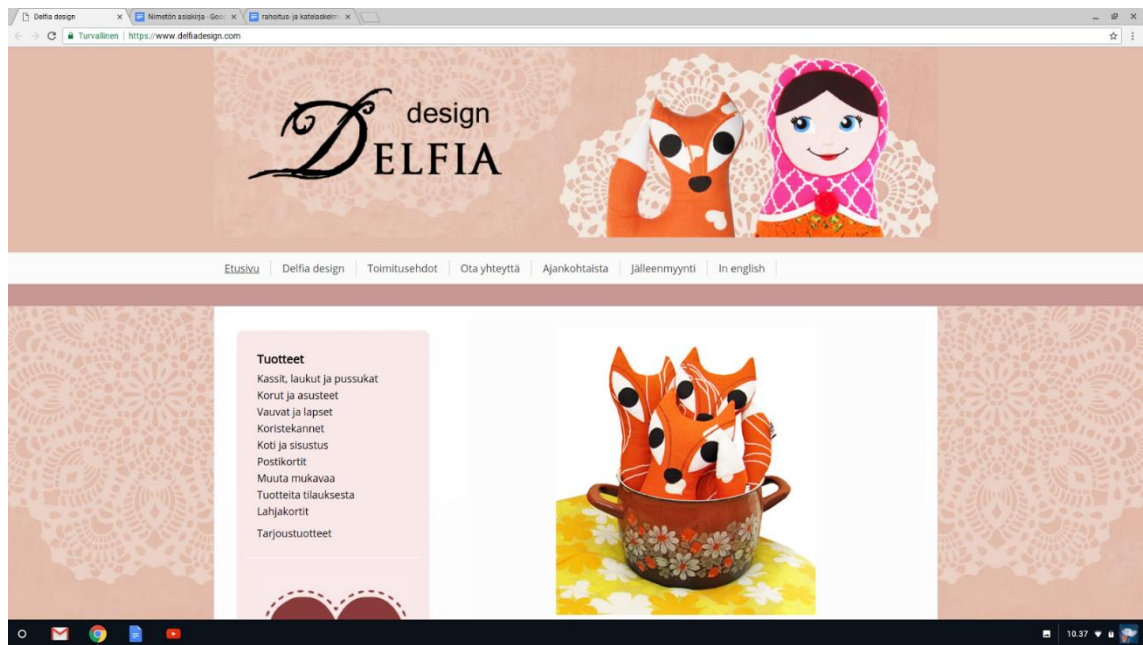 Delfia design
Nimetön asiakirja - Goog
rahoitus- ja katelaskelm
Turvallinen | https://www.delfiadesign.com
design
DELFIA
Etusivu
Delfia design
Toimitusehdot
Ota yhteyttä
Ajankohtaista
Jälleenmyynti
In english
Tuotteet
Kassit, laukut ja pussukat
Korut ja asusteet
Vauvat ja lapset
Koristekannet
Koti ja sisustus
Postikortit
Muuta mukavaa
Tuotteita tilauksesta
Lahjakortit
Tarjoustuotteet
10.37